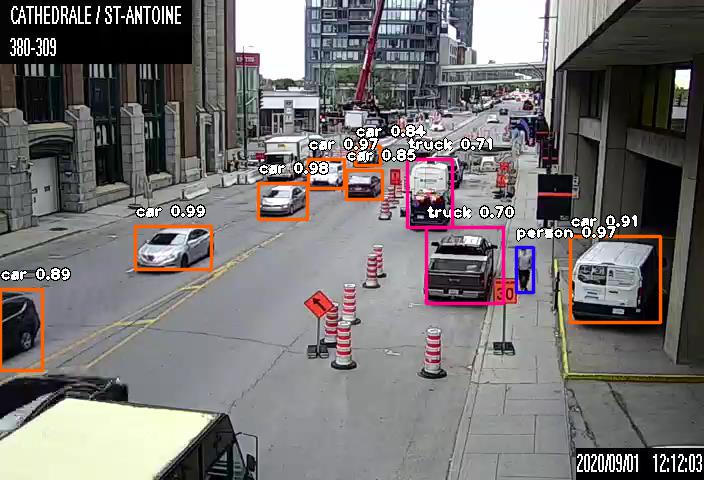 CATHEDRALE / ST-ANTOINE
380-309
car 0.84
car 0.97
truck 0.71
car 0.85
car 0.98
car 0.99
truck 0.70
car 0.91
person 0.97
car 0.89
30
2020/09/01 12:12:03